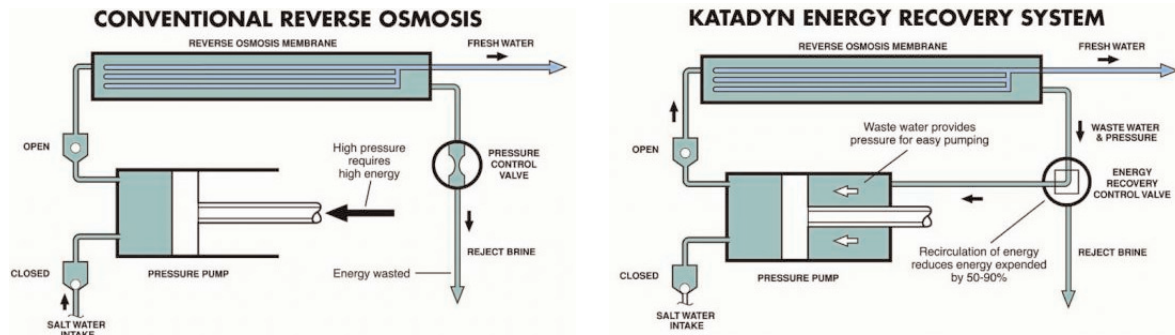 CONVENTIONAL REVERSE OSMOSIS
REVERSE OSMOSIS MEMBRANE
FRESH WATER
OPEN
High pressure
requires
high energy
PRESSURE
CONTROL
VALVE
CLOSED
PRESSURE PUMP
Energy wasted
REJECT BRINE
SALT WATER
INTAKE
KATADYN ENERGY RECOVERY SYSTEM
REVERSE OSMOSIS MEMBRANE
FRESH WATER
OPEN
Waste water provides
pressure for easy pumping
WASTE WATER
& PRESSURE
ENERGY
RECOVERY
CONTROL VALVE
CLOSED
PRESSURE PUMP
Recirculation of energy
reduces energy expended
by 50-90%
REJECT BRINE
SALT WATER
INTAKE